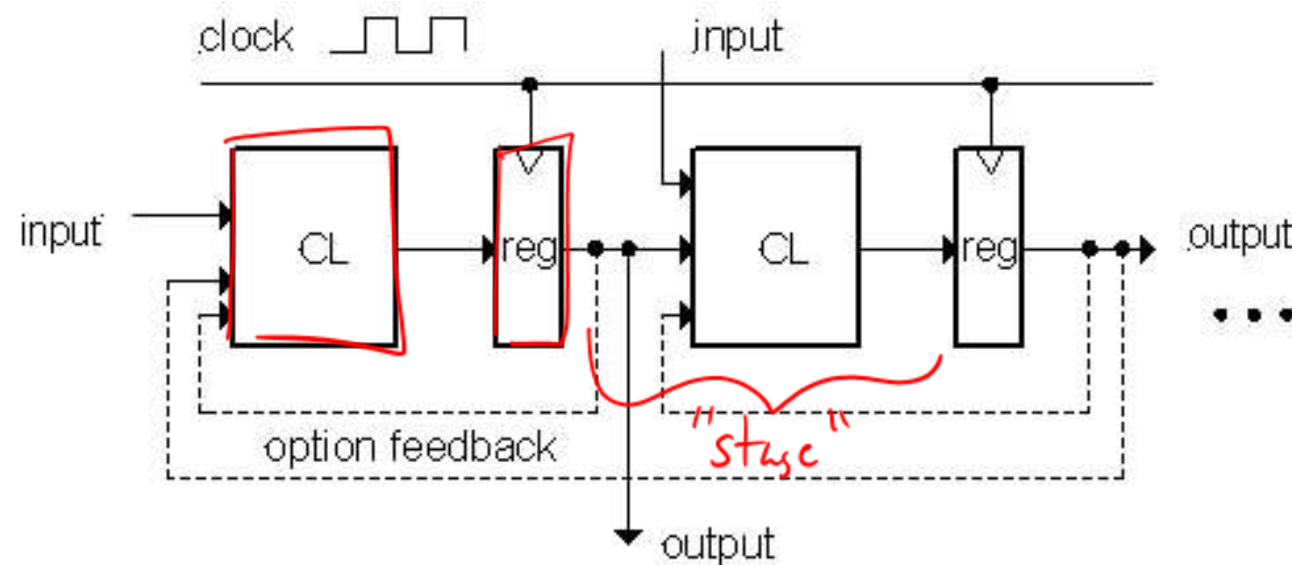 clock
input
input
CL
reg
CL
reg
output
option feedback
"stage"
output